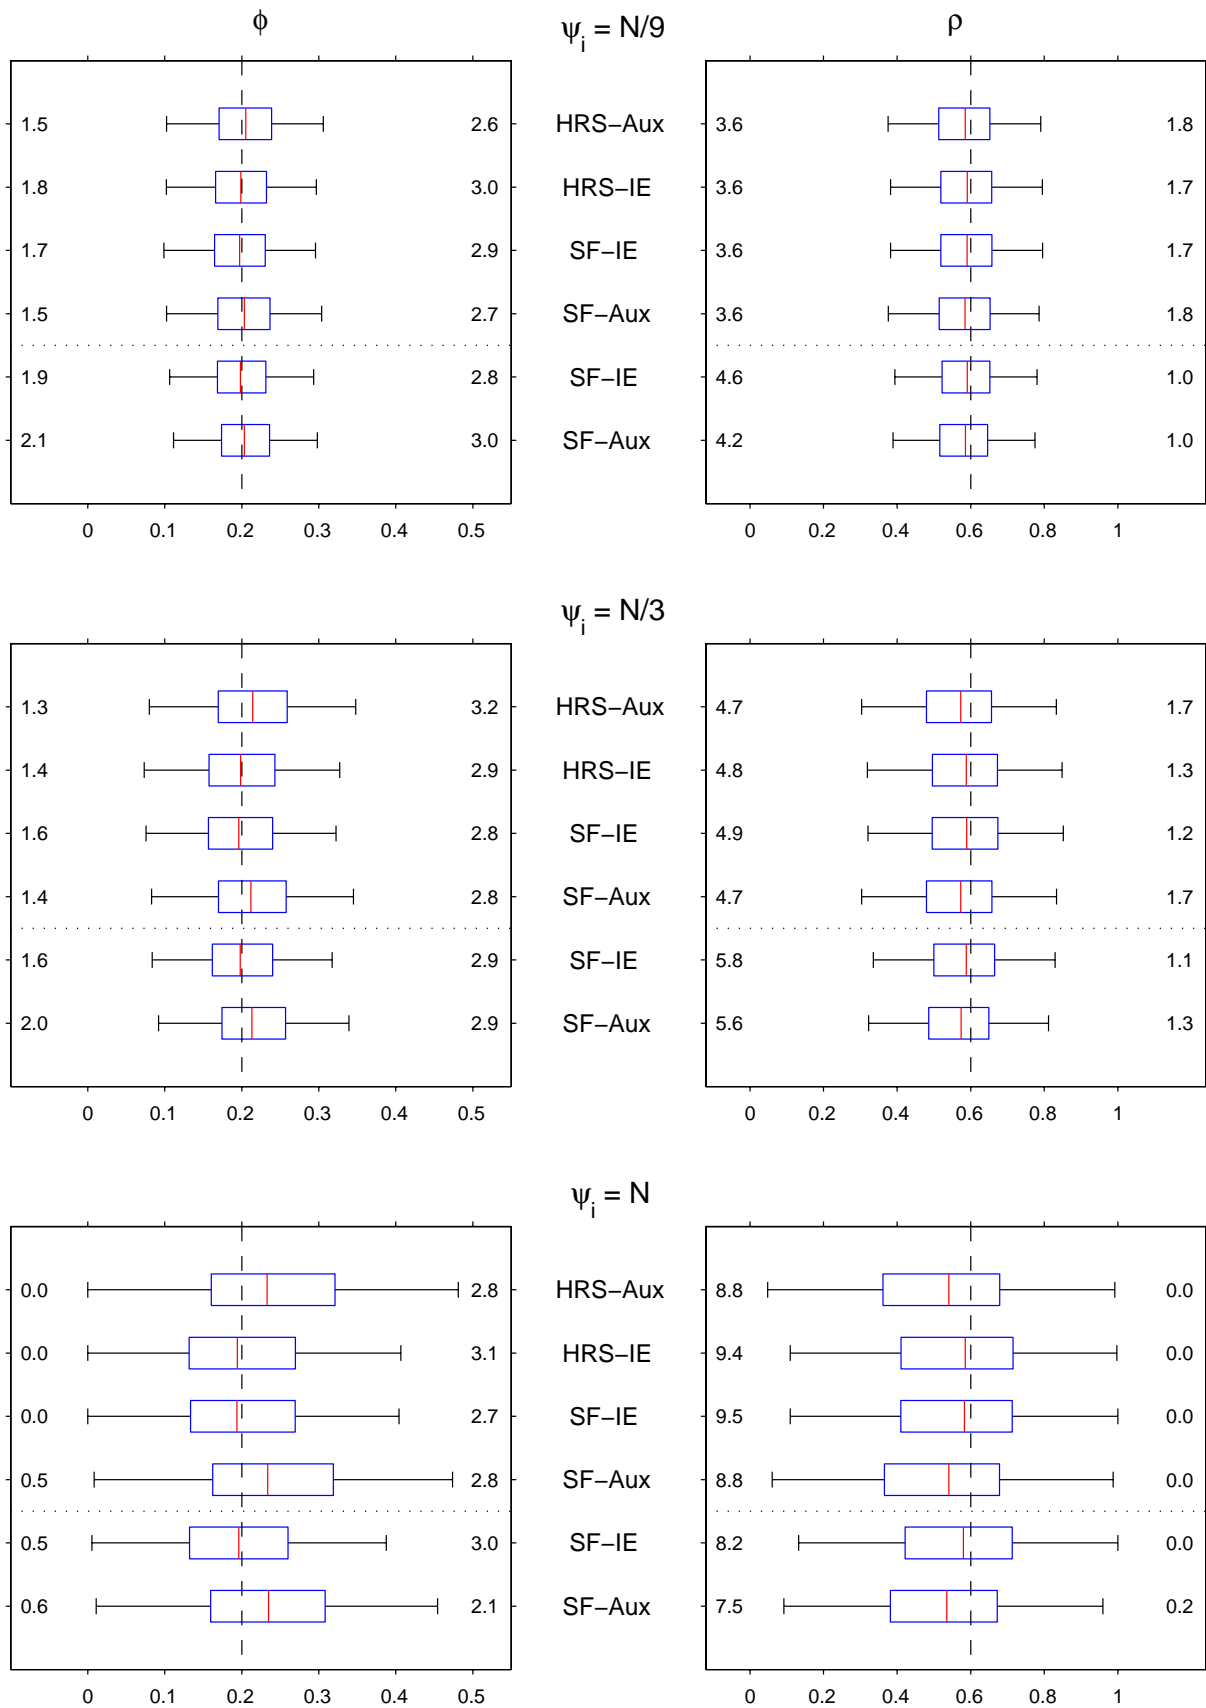 ϕ ψi = N/9 ρ
1.5 2.6 HRS−Aux 3.6 1.8
1.8 3.0 HRS−IE 3.6 1.7
1.7 2.9 SF−IE 3.6 1.7
1.5 2.7 SF−Aux 3.6 1.8
1.9 2.8 SF−IE 4.6 1.0
2.1 3.0 SF−Aux 4.2 1.0
0 0.1 0.2 0.3 0.4 0.5 0 0.2 0.4 0.6 0.8 1
ψi = N/3
1.3 3.2 HRS−Aux 4.7 1.7
1.4 2.9 HRS−IE 4.8 1.3
1.6 2.8 SF−IE 4.9 1.2
1.4 2.8 SF−Aux 4.7 1.7
1.6 2.9 SF−IE 5.8 1.1
2.0 2.9 SF−Aux 5.6 1.3
0 0.1 0.2 0.3 0.4 0.5 0 0.2 0.4 0.6 0.8 1
ψi = N
0.0 2.8 HRS−Aux 8.8 0.0
0.0 3.1 HRS−IE 9.4 0.0
0.0 2.7 SF−IE 9.5 0.0
0.5 2.8 SF−Aux 8.8 0.0
0.5 3.0 SF−IE 8.2 0.0
0.6 2.1 SF−Aux 7.5 0.2
0 0.1 0.2 0.3 0.4 0.5 0 0.2 0.4 0.6 0.8 1